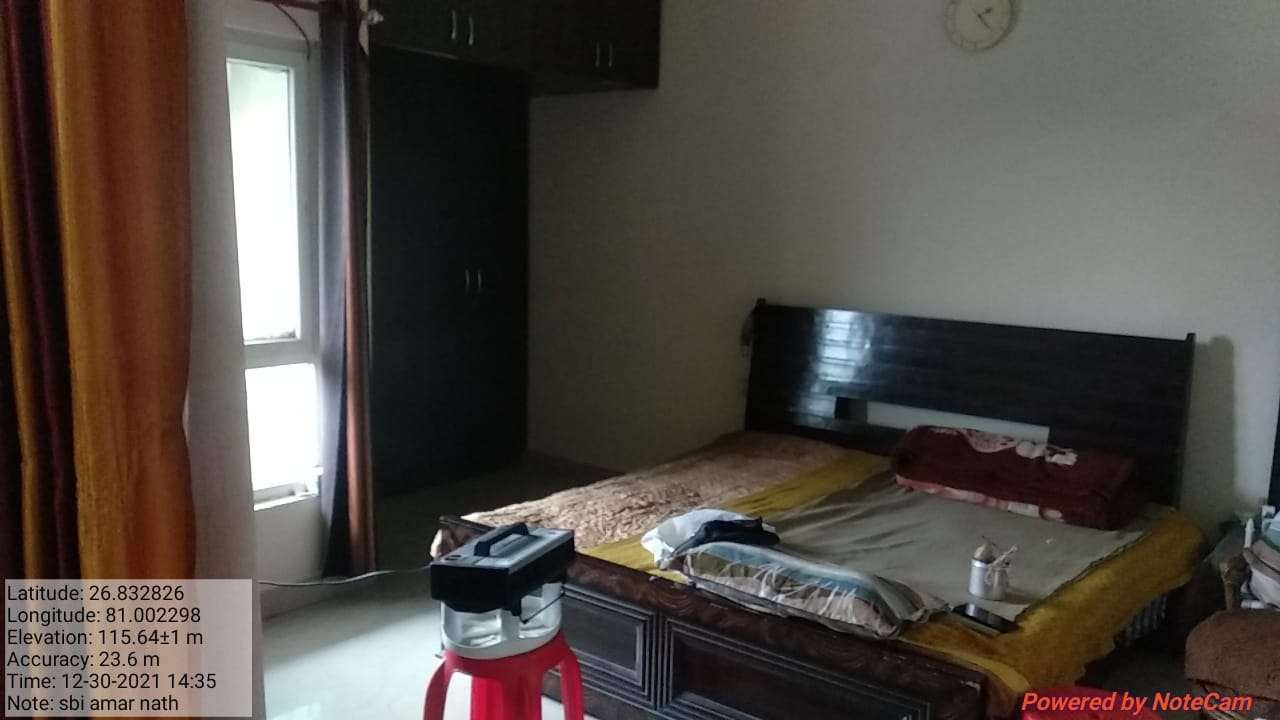 Latitude: 26.832826
Longitude: 81.002298
Elevation: 115.64±1 m
Accuracy: 23.6 m
Time: 12-30-2021 14:35
Note: sbi amar nath
Powered by NoteCam